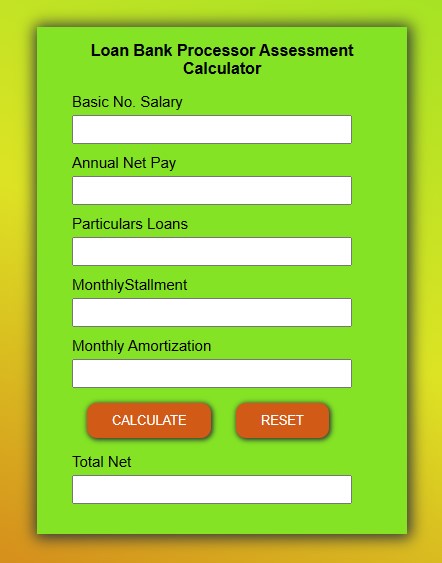 Loan Bank Processor Assessment
Calculator
Basic No. Salary
Annual Net Pay
Particulars Loans
MonthlyStallment
Monthly Amortization
CALCULATE RESET
Total Net